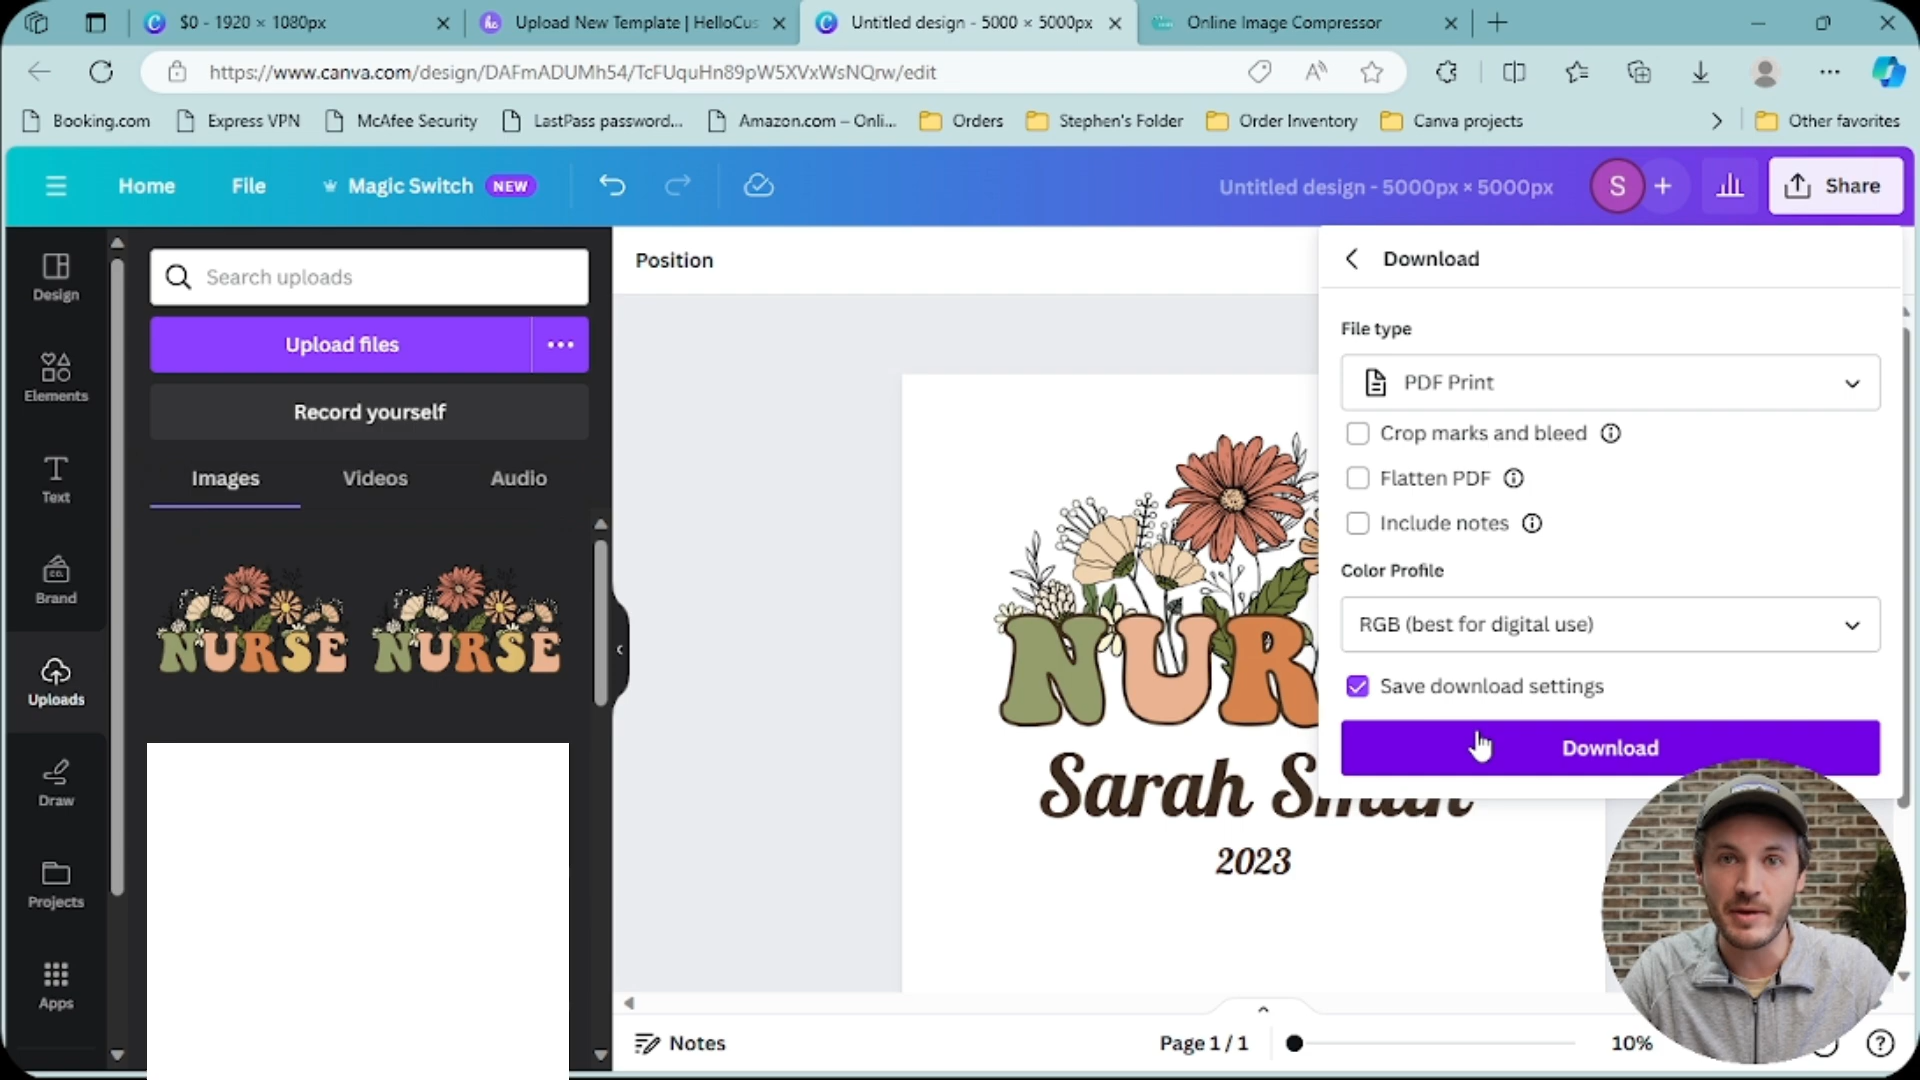 $0 - 1920 × 1080px
Upload New Template | HelloCus
Untitled design - 5000 × 5000px
Online Image Compressor
https://www.canva.com/design/DAFmADUMh54/TcFUquHn89pW5XVxWsNQrw/edit
Booking.com
Express VPN
McAfee Security
LastPass password...
Amazon.com – Onli...
Orders
Stephen's Folder
Order Inventory
Canva projects
Other favorites
Home
File
Magic Switch NEW
Untitled design - 5000px × 5000px
S
Share
Design
Elements
Text
Brand
Uploads
Draw
Projects
Apps
Search uploads
Upload files
Record yourself
Images
Videos
Audio
NURSE
NURSE
Position
NUR
Sarah Smith
2023
Download
File type
PDF Print
Crop marks and bleed
Flatten PDF
Include notes
Color Profile
RGB (best for digital use)
Save download settings
Download
Notes
Page 1 / 1
10%